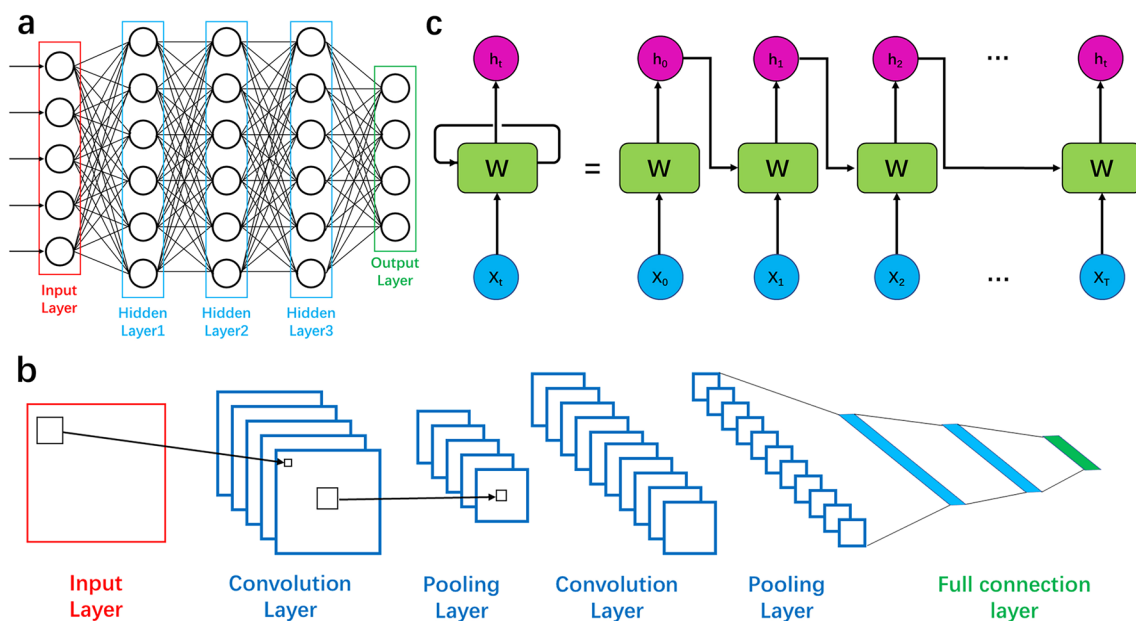 a
Input
Layer
Hidden
Layer1
Hidden
Layer2
Hidden
Layer3
Output
Layer
c
ht
h0
h1
h2
...
ht
W
=
W
W
W
W
Xt
X0
X1
X2
...
XT
b
Input
Layer
Convolution
Layer
Pooling
Layer
Convolution
Layer
Pooling
Layer
Full connection
layer